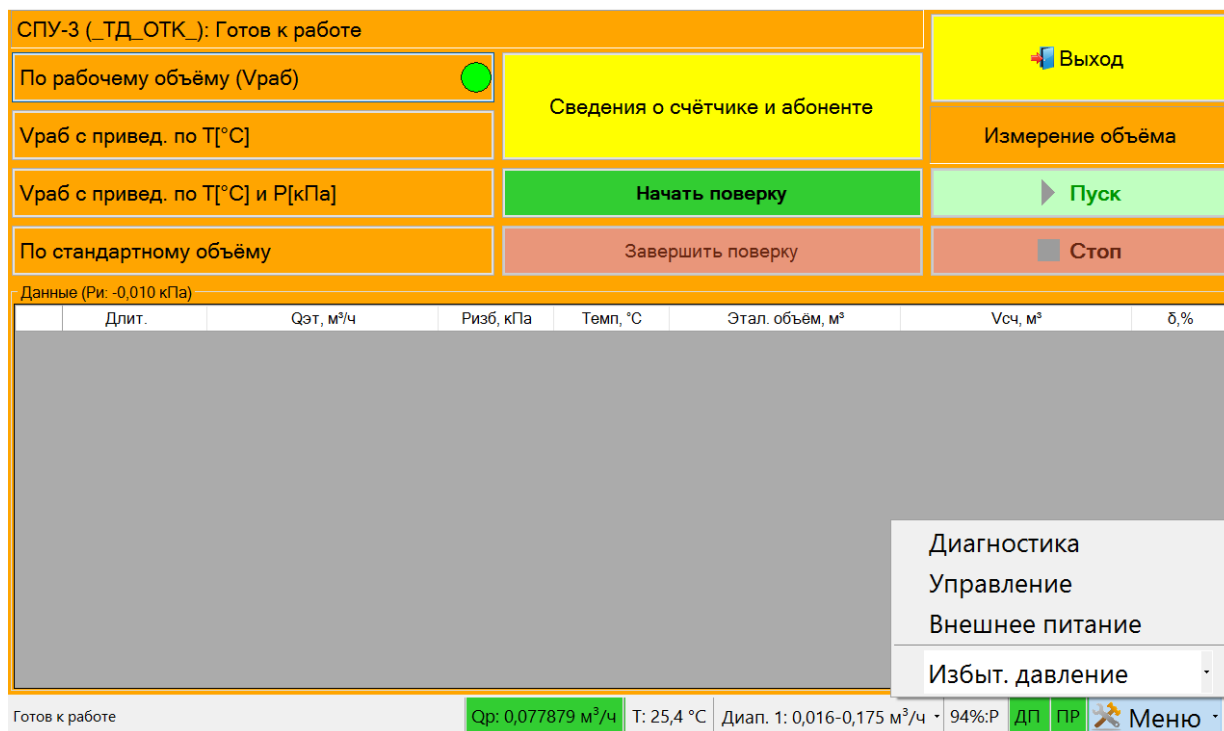 СПУ-3 (_ТД_ОТК_): Готов к работе
Выход
По рабочему объёму (Vраб)
Сведения о счётчике и абоненте
Vраб с привед. по T[°C]
Измерение объёма
Vраб с привед. по T[°C] и P[кПа]
Начать поверку
Пуск
По стандартному объёму
Завершить поверку
Стоп
Данные (Pи: -0,010 кПа)
Длит. Qэт, м³/ч Pизб, кПа Темп, °C Этал. объём, м³ Vсч, м³ δ,%
Диагностика
Управление
Внешнее питание
Избыт. давление
Готов к работе Qр: 0,077879 м³/ч T: 25,4 °C Диап. 1: 0,016-0,175 м³/ч 94%:P ДП ПР Меню